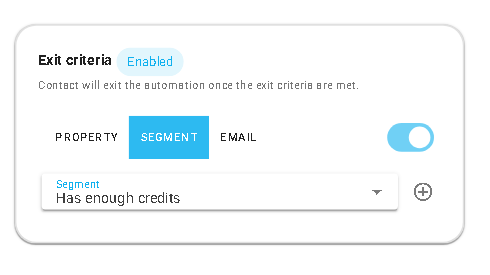 Exit criteria Enabled
Contact will exit the automation once the exit criteria are met.
PROPERTY SEGMENT EMAIL
Segment
Has enough credits